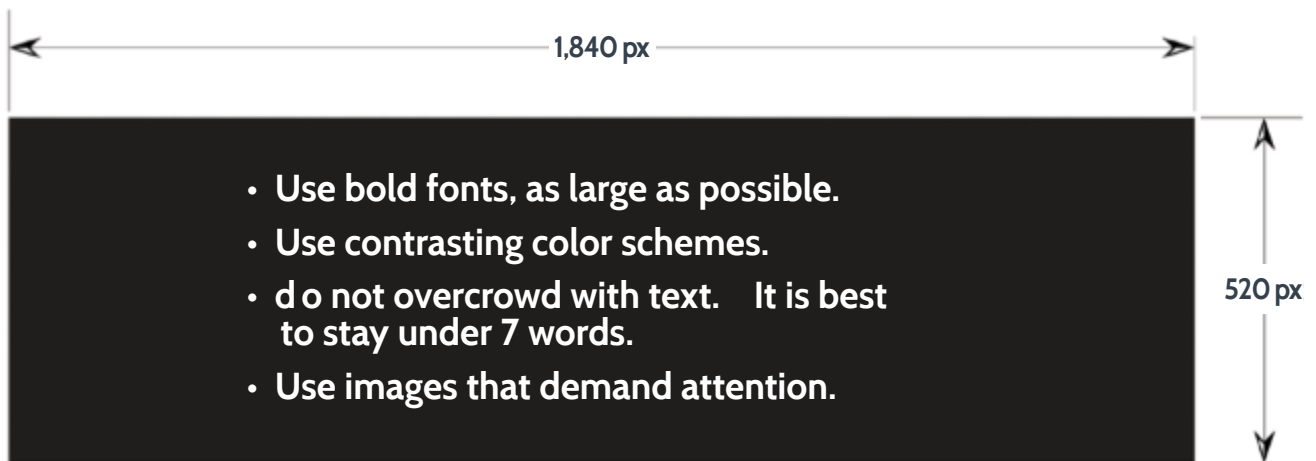 1,840 px
• Use bold fonts, as large as possible.
• Use contrasting color schemes.
• d o not overcrowd with text. It is best
to stay under 7 words.
520 px
• Use images that demand attention.